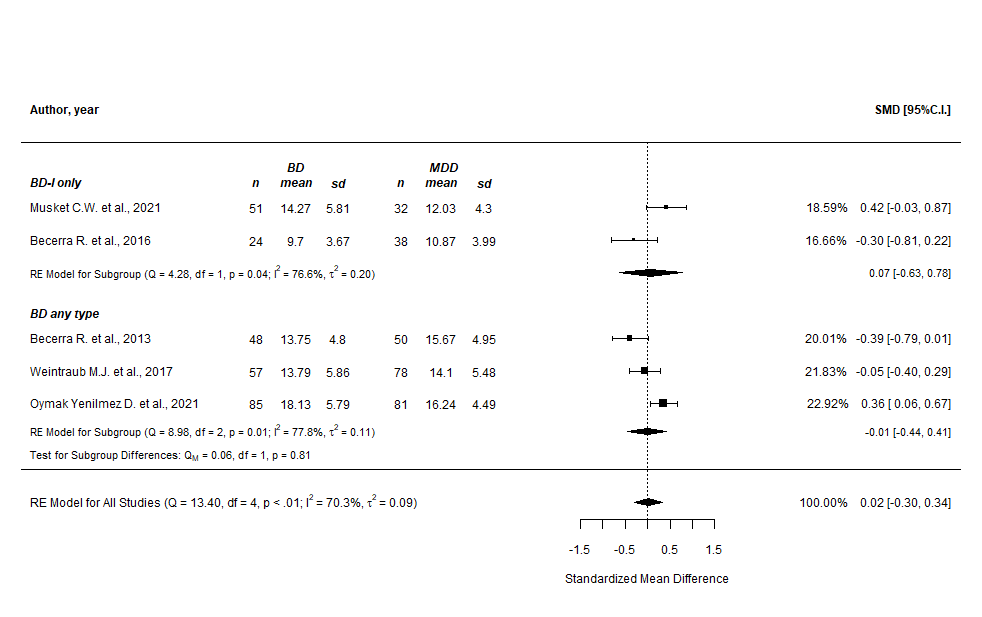 Author, year SMD [95%C.I.]
BD MDD
BD-I only n mean sd n mean sd
Musket C.W. et al., 2021 51 14.27 5.81 32 12.03 4.3 18.59% 0.42 [-0.03, 0.87]
Becerra R. et al., 2016 24 9.7 3.67 38 10.87 3.99 16.66% -0.30 [-0.81, 0.22]
RE Model for Subgroup (Q = 4.28, df = 1, p = 0.04; I² = 76.6%, τ² = 0.20) 0.07 [-0.63, 0.78]
BD any type
Becerra R. et al., 2013 48 13.75 4.8 50 15.67 4.95 20.01% -0.39 [-0.79, 0.01]
Weintraub M.J. et al., 2017 57 13.79 5.86 78 14.1 5.48 21.83% -0.05 [-0.40, 0.29]
Oymak Yenilmez D. et al., 2021 85 18.13 5.79 81 16.24 4.49 22.92% 0.36 [ 0.06, 0.67]
RE Model for Subgroup (Q = 8.98, df = 2, p = 0.01; I² = 77.8%, τ² = 0.11) -0.01 [-0.44, 0.41]
Test for Subgroup Differences: Q_M = 0.06, df = 1, p = 0.81
RE Model for All Studies (Q = 13.40, df = 4, p < .01; I² = 70.3%, τ² = 0.09) 100.00% 0.02 [-0.30, 0.34]
-1.5 -0.5 0.5 1.5
Standardized Mean Difference